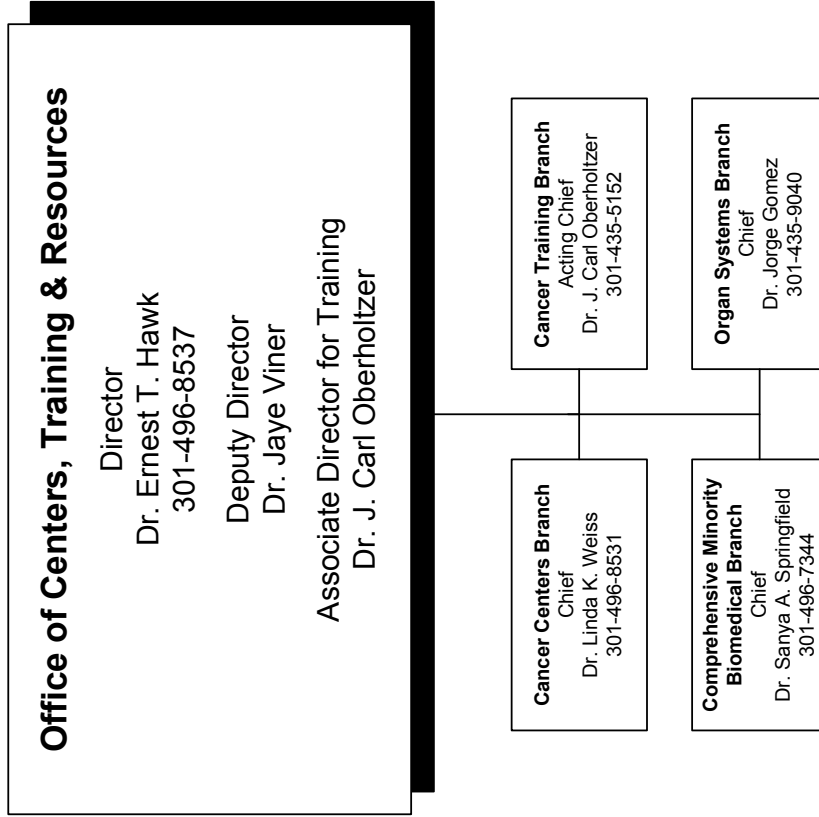 Office of Centers, Training & Resources
Director
Dr. Ernest T. Hawk
301-496-8537
Deputy Director
Dr. Jaye Viner
Associate Director for Training
Dr. J. Carl Oberholtzer
Cancer Centers Branch
Chief
Dr. Linda K. Weiss
301-496-8531
Cancer Training Branch
Acting Chief
Dr. J. Carl Oberholtzer
301-435-5152
Comprehensive Minority
Biomedical Branch
Chief
Dr. Sanya A. Springfield
301-496-7344
Organ Systems Branch
Chief
Dr. Jorge Gomez
301-435-9040